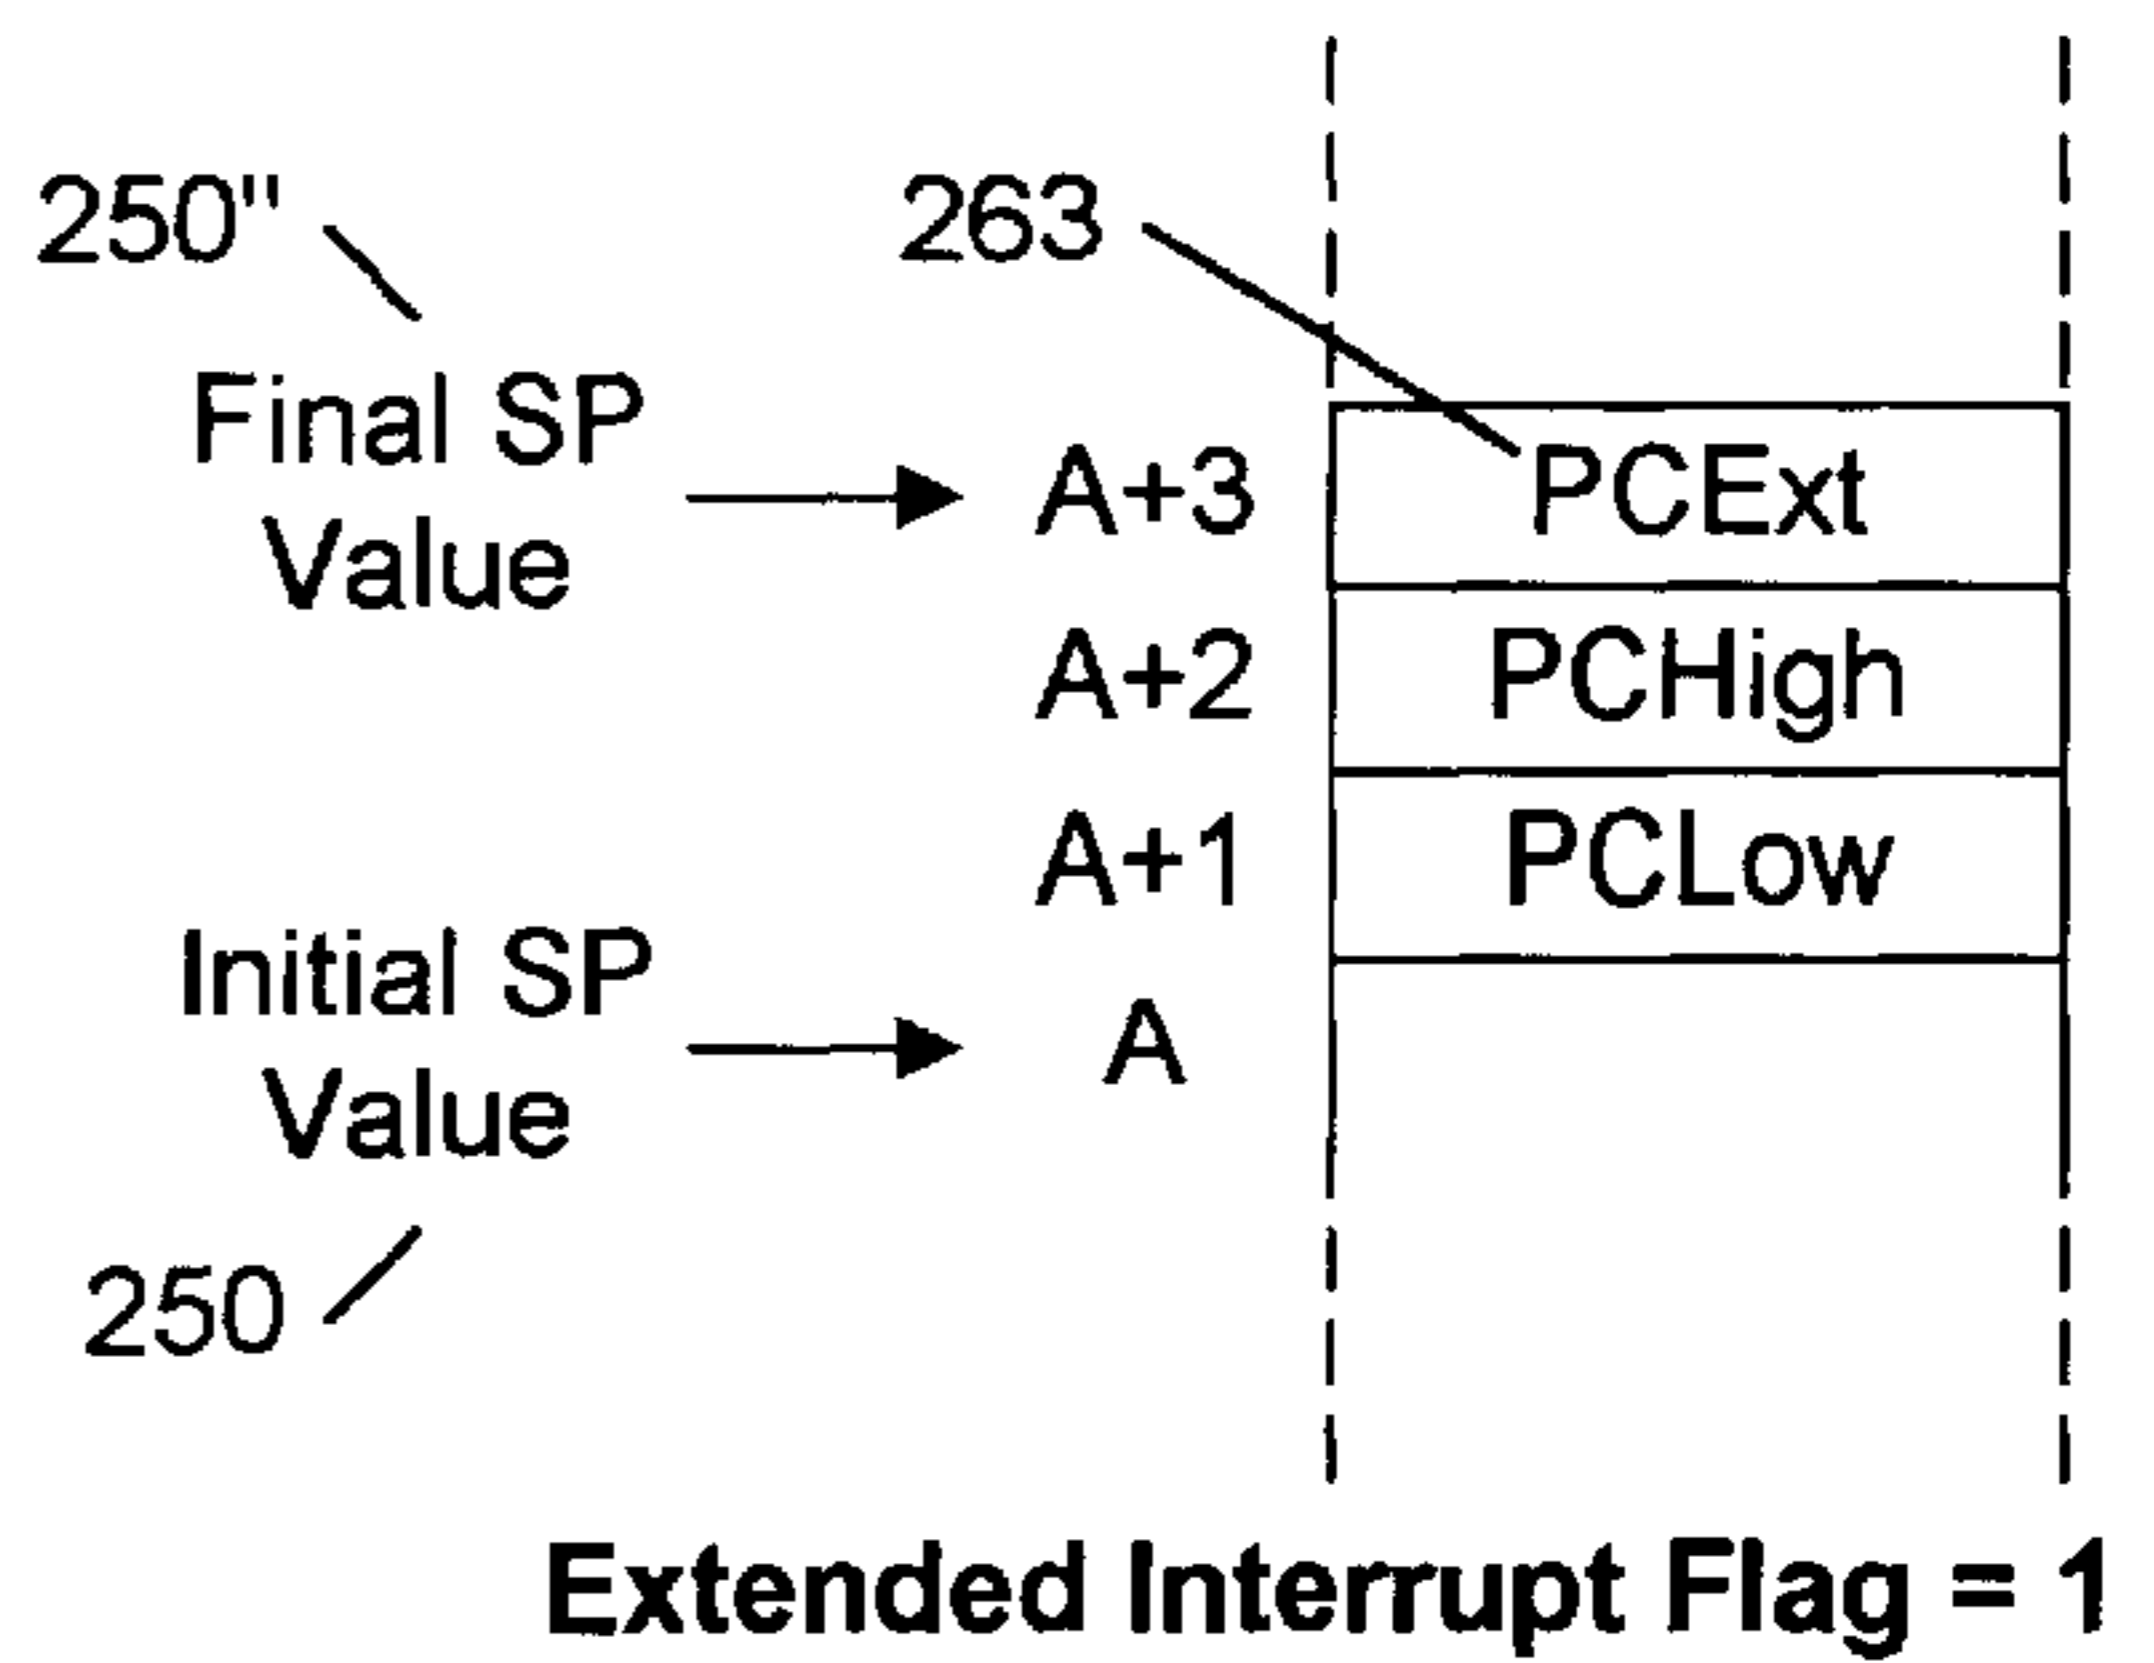 250"
263
Final SP
Value
A+3
PCExt
A+2
PCHigh
A+1
PCLow
Initial SP
Value
A
250
Extended Interrupt Flag = 1